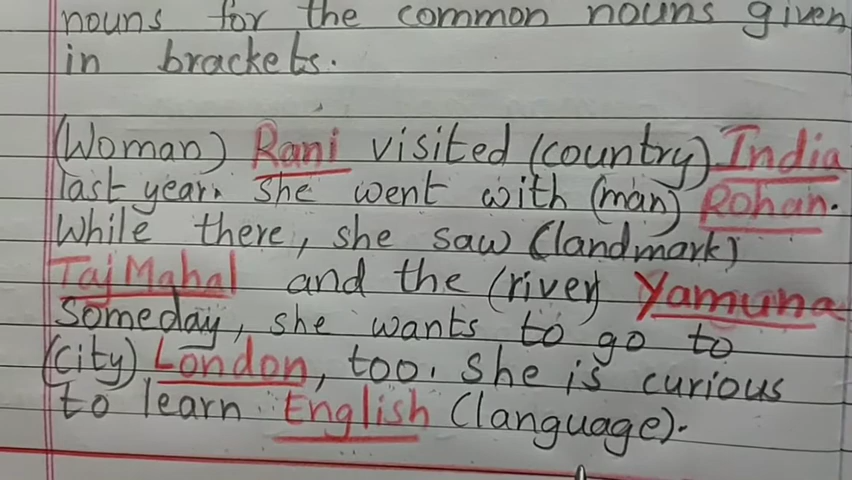 nouns for the common nouns given
in brackets.
(Woman) Rani visited (country) India
last year. She went with (man) Rohan.
While there, she saw (landmark)
Taj Mahal and the (river) Yamuna
Someday, she wants to go to
(city) London, too. She is curious
to learn English (language).